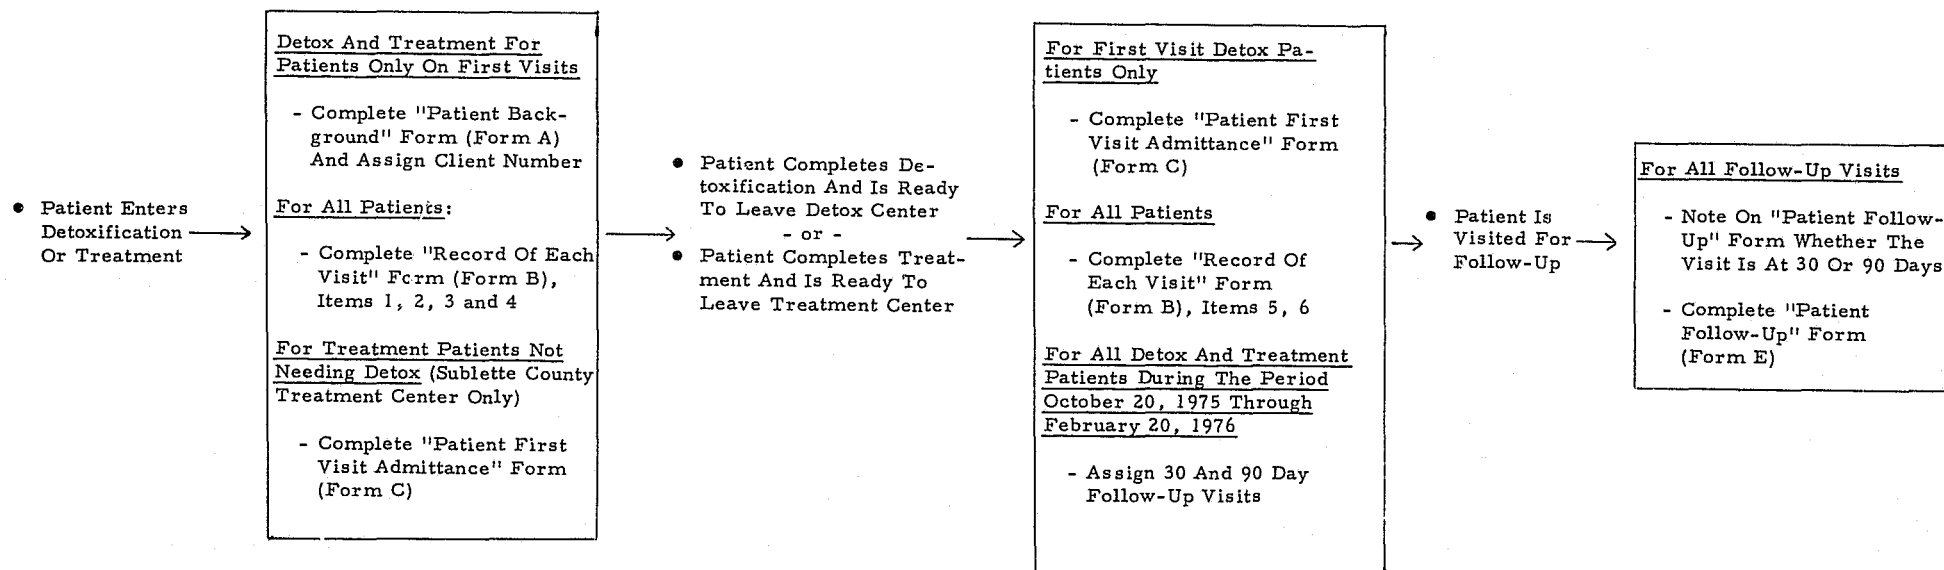 ● Patient Enters
Detoxification
Or Treatment
Detox And Treatment For
Patients Only On First Visits
- Complete "Patient Back-
ground" Form (Form A)
And Assign Client Number
For All Patients:
- Complete "Record Of Each
Visit" Form (Form B),
Items 1, 2, 3 and 4
For Treatment Patients Not
Needing Detox (Sublette County
Treatment Center Only)
- Complete "Patient First
Visit Admittance" Form
(Form C)
● Patient Completes De-
toxification And Is Ready
To Leave Detox Center
- or -
● Patient Completes Treat-
ment And Is Ready To
Leave Treatment Center
For First Visit Detox Pa-
tients Only
- Complete "Patient First
Visit Admittance" Form
(Form C)
For All Patients
- Complete "Record Of
Each Visit" Form
(Form B), Items 5, 6
For All Detox And Treatment
Patients During The Period
October 20, 1975 Through
February 20, 1976
- Assign 30 And 90 Day
Follow-Up Visits
● Patient Is
Visited For
Follow-Up
For All Follow-Up Visits
- Note On "Patient Follow-
Up" Form Whether The
Visit Is At 30 Or 90 Days
- Complete "Patient
Follow-Up" Form
(Form E)